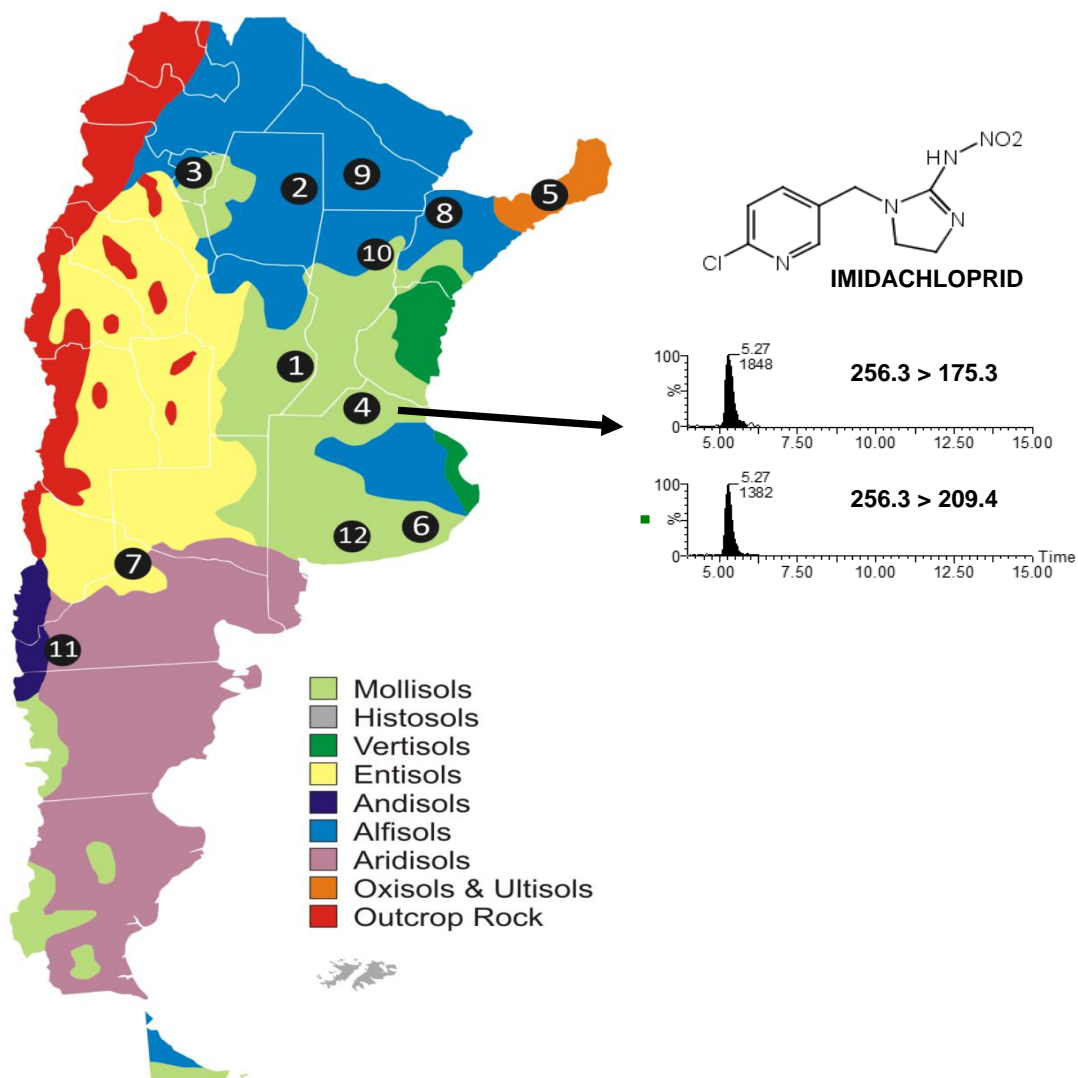 3
2
9
8
5
10
1
4
12
6
7
11
Mollisols
Histosols
Vertisols
Entisols
Andisols
Alfisols
Aridisols
Oxisols & Ultisols
Outcrop Rock
NO2
HN
N
N
Cl
N
IMIDACHLOPRID
100
%
0
5.27
1848
256.3 > 175.3
5.00 7.50 10.00 12.50 15.00
100
%
0
5.27
1382
256.3 > 209.4
Time
5.00 7.50 10.00 12.50 15.00